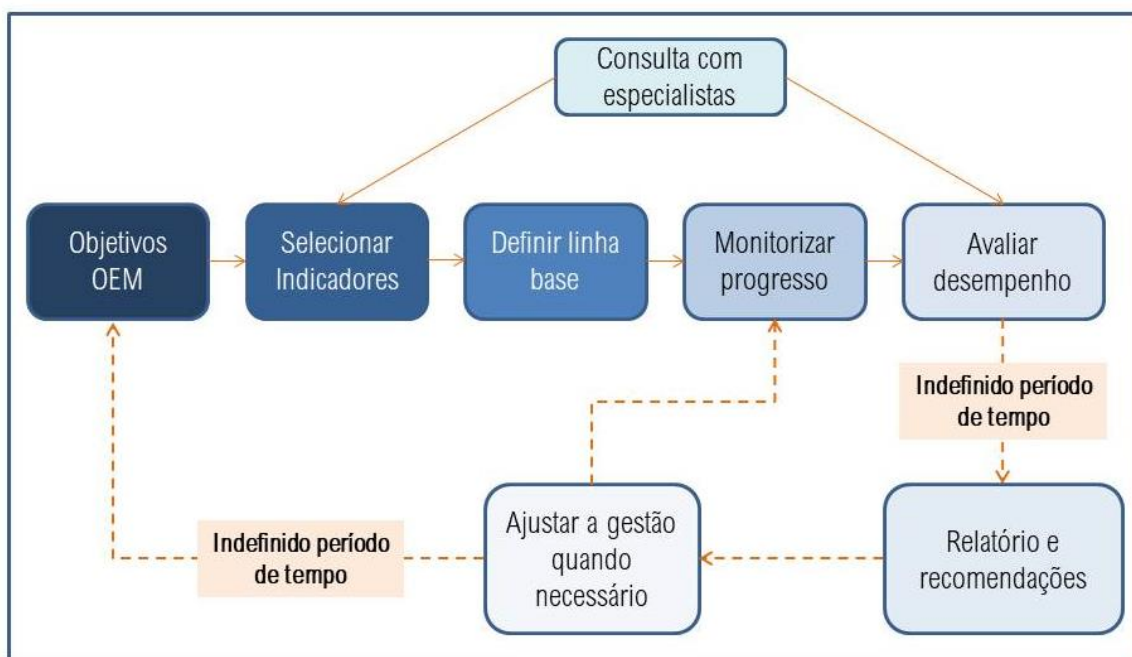 Consulta com
especialistas
Objetivos
OEM
Selecionar
Indicadores
Definir linha
base
Monitorizar
progresso
Avaliar
desempenho
Indefinido período
de tempo
Relatório e
recomendações
Ajustar a gestão
quando
necessário
Indefinido período
de tempo